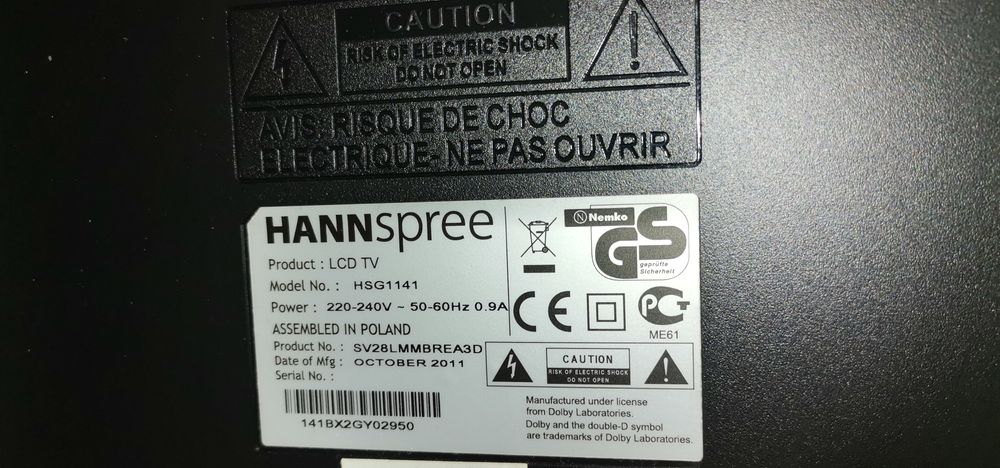 CAUTION
RISK OF ELECTRIC SHOCK
DO NOT OPEN
AVIS: RISQUE DE CHOC
ELECTRIQUE- NE PAS OUVRIR
HANNspree
Product : LCD TV
Model No. : HSG1141
Power : 220-240V ~ 50-60Hz 0.9A
ASSEMBLED IN POLAND
Product No. : SV28LMMBREA3D
Date of Mfg : OCTOBER 2011
Serial No. :
141BX2GY02950
N Nemko
GS
geprüfte
Sicherheit
CE
PCT
ME61
CAUTION
RISK OF ELECTRIC SHOCK
DO NOT OPEN
Manufactured under license
from Dolby Laboratories.
Dolby and the double-D symbol
are trademarks of Dolby Laboratories.